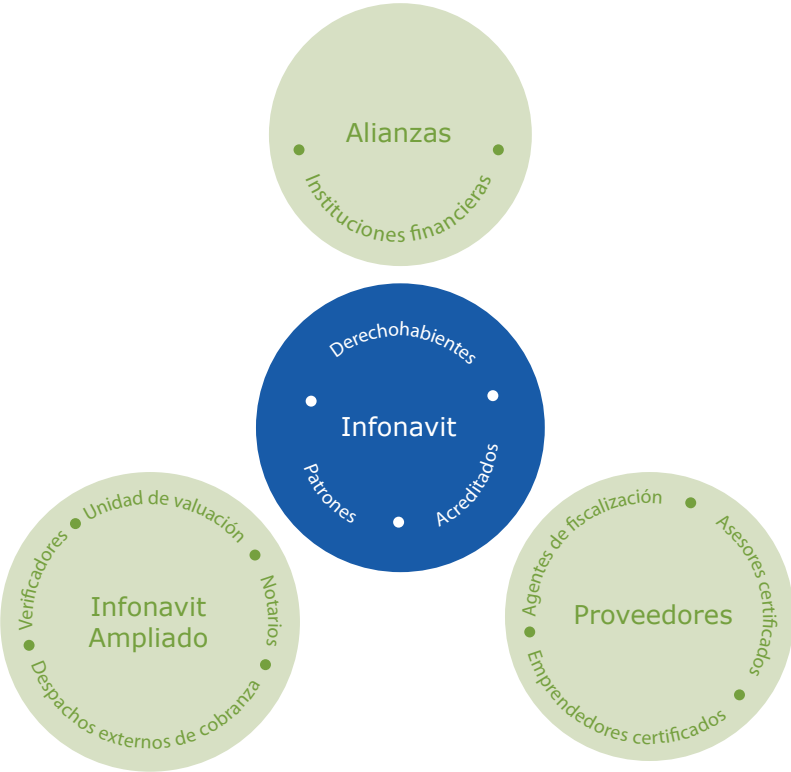 Alianzas
Instituciones financieras
Derechohabientes
Infonavit
Patrones
Acreditados
Unidad de valuación
Verificadores
Notarios
Infonavit
Ampliado
Despachos externos de cobranza
Agentes de fiscalización
Asesores certificados
Proveedores
Emprendedores certificados